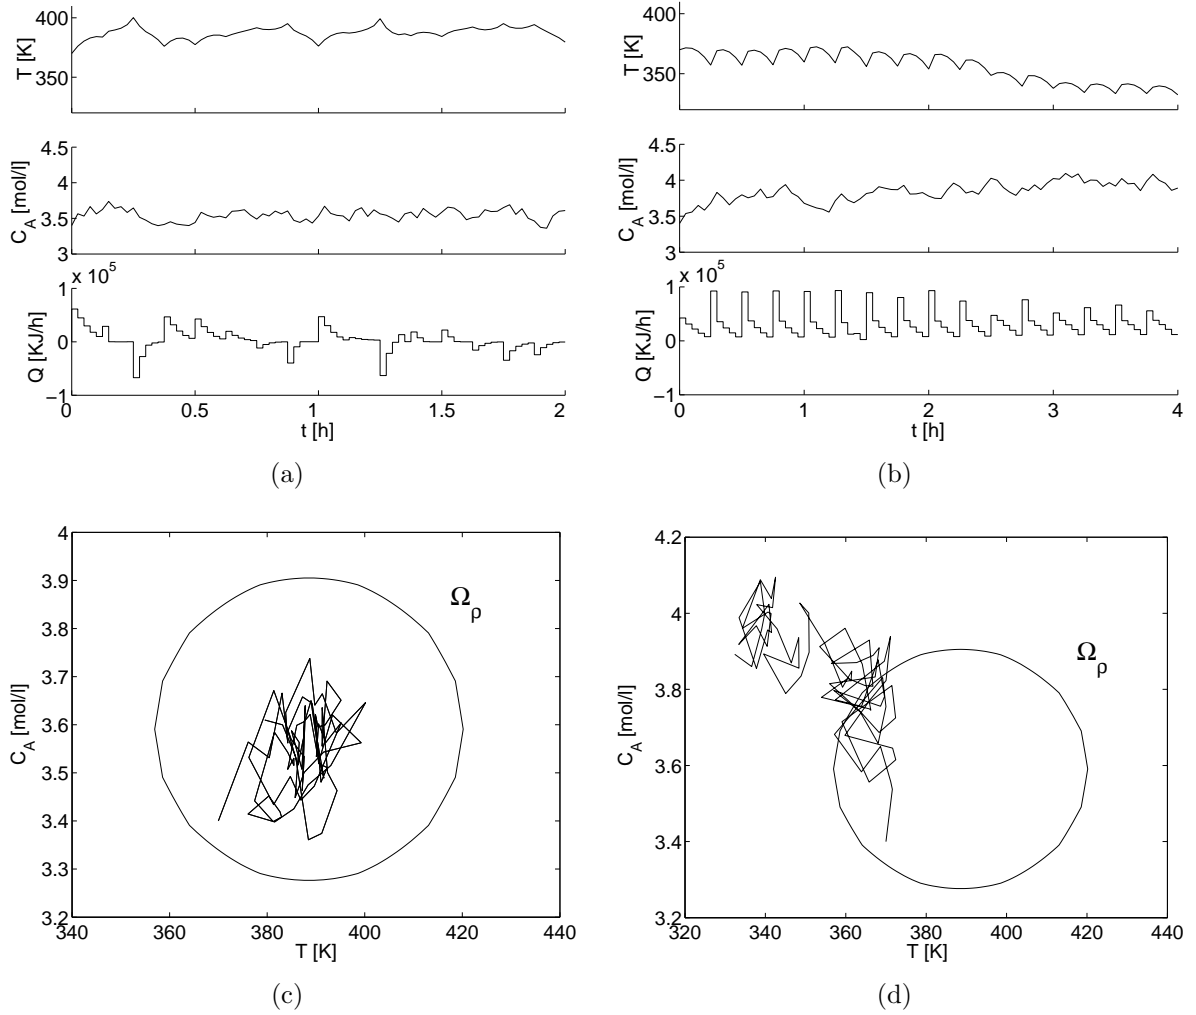 400
350
T [K]
4.5
4
3.5
3
C_A [mol/l]
x 10^5
1
0
−1
Q [KJ/h]
0 0.5 1 1.5 2
t [h]
(a)
400
350
T [K]
4.5
4
3.5
3
C_A [mol/l]
x 10^5
1
0
−1
Q [KJ/h]
0 1 2 3 4
t [h]
(b)
4
3.9
3.8
3.7
3.6
3.5
3.4
3.3
3.2
C_A [mol/l]
Ω_ρ
340 360 380 400 420 440
T [K]
(c)
4.2
4
3.8
3.6
3.4
3.2
C_A [mol/l]
Ω_ρ
320 340 360 380 400 420 440
T [K]
(d)